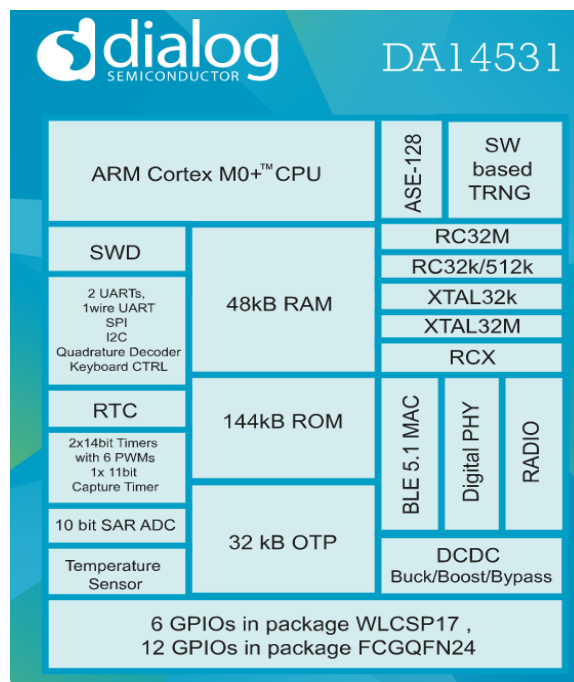 dialog
SEMICONDUCTOR
DA14531
ARM Cortex M0+™ CPU
ASE-128
SW
based
TRNG
SWD
2 UARTs,
1wire UART
SPI
I2C
Quadrature Decoder
Keyboard CTRL
RTC
2x14bit Timers
with 6 PWMs
1x 11bit
Capture Timer
10 bit SAR ADC
Temperature
Sensor
48kB RAM
144kB ROM
32 kB OTP
RC32M
RC32k/512k
XTAL32k
XTAL32M
RCX
BLE 5.1 MAC
Digital PHY
RADIO
DCDC
Buck/Boost/Bypass
6 GPIOs in package WLCSP17 ,
12 GPIOs in package FCGQFN24